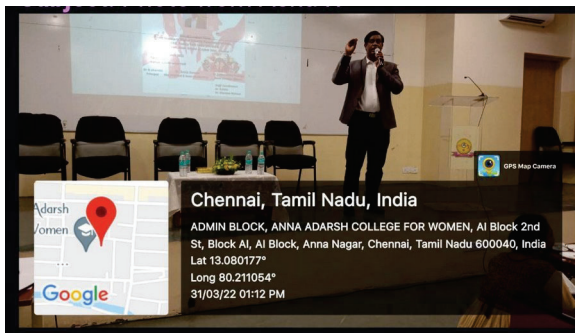 GPS Map Camera
Adarsh
Women
Google
Chennai, Tamil Nadu, India
ADMIN BLOCK, ANNA ADARSH COLLEGE FOR WOMEN, AI Block 2nd
St, Block AI, AI Block, Anna Nagar, Chennai, Tamil Nadu 600040, India
Lat 13.080177°
Long 80.211054°
31/03/22 01:12 PM